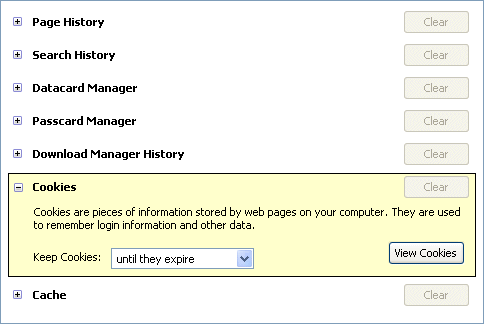 Page History Clear
Search History Clear
Datacard Manager Clear
Passcard Manager Clear
Download Manager History Clear
Cookies Clear
Cookies are pieces of information stored by web pages on your computer. They are used
to remember login information and other data.
Keep Cookies: until they expire View Cookies
Cache Clear